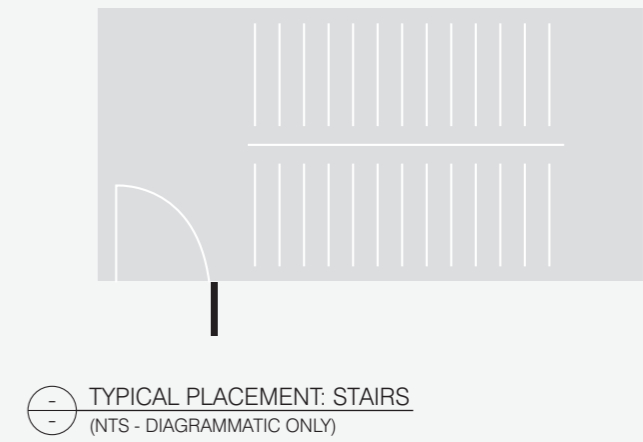 -
-
TYPICAL PLACEMENT: STAIRS
(NTS - DIAGRAMMATIC ONLY)